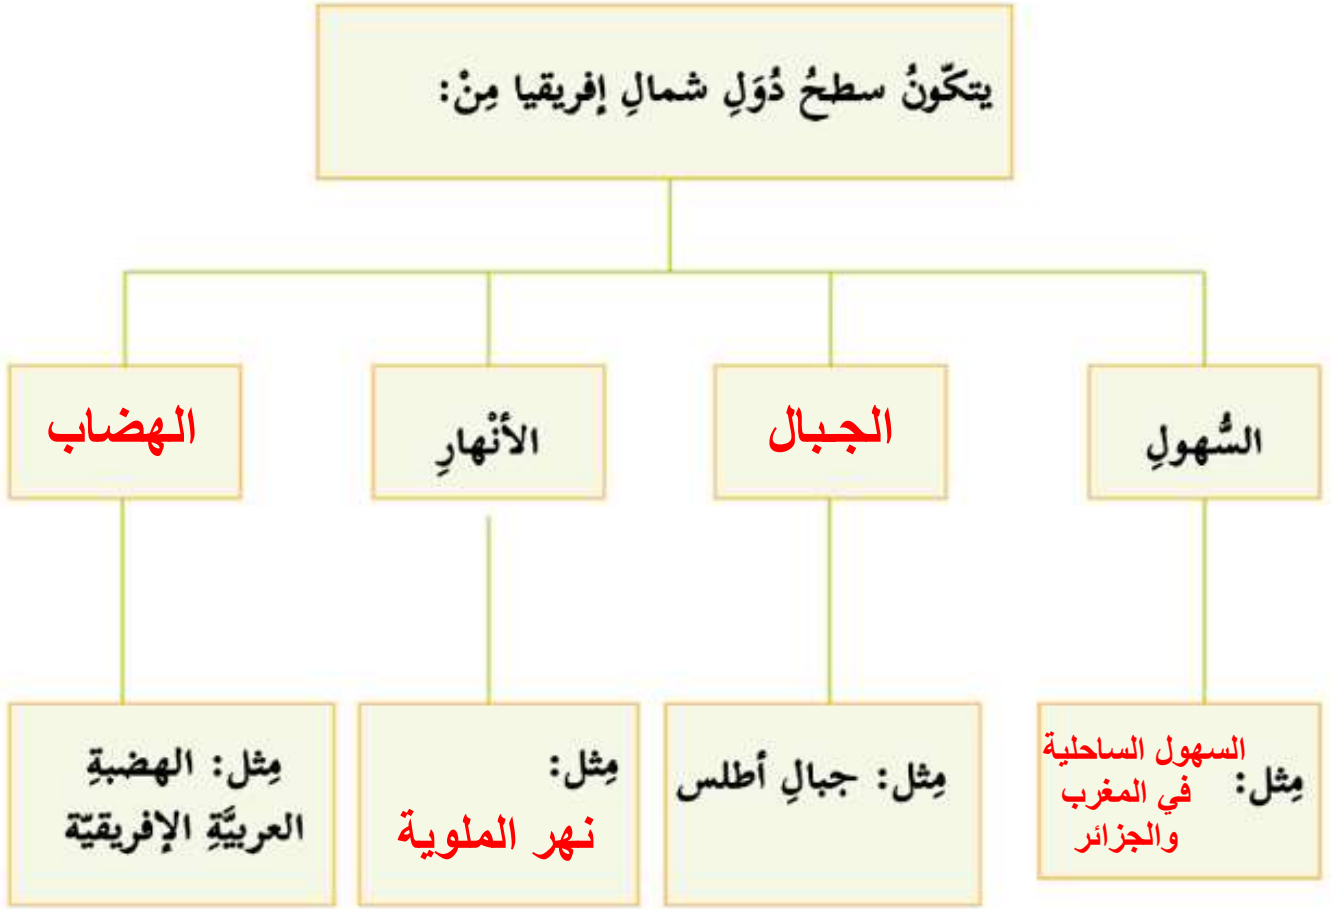 يتكّونُ سطحُ دُوَلِ شمالِ إفريقيا مِنْ:
السُّهولِ
الجبال
الأنْهارِ
الهضاب
مِثل: السهول الساحلية
في المغرب
والجزائر
مِثل: جبالِ أطلس
مِثل:
نهر الملوية
مِثل: الهضبةِ
العربيَّةِ الإفريقيّة